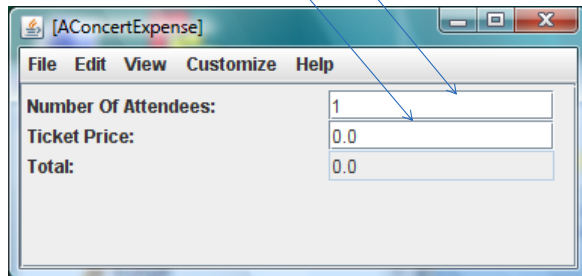 [AConcertExpense]
File Edit View Customize Help
Number Of Attendees: 1
Ticket Price: 0.0
Total: 0.0